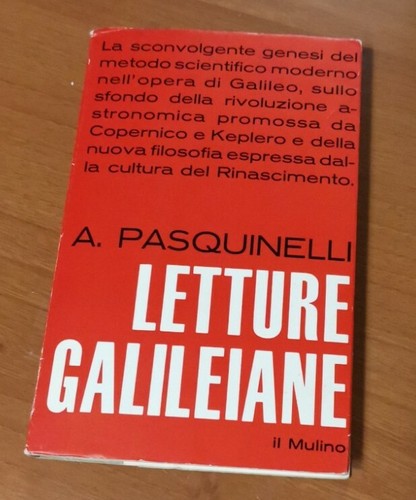 La sconvolgente genesi del
metodo scientifico moderno
nell'opera di Galileo, sullo
sfondo della rivoluzione a-
stronomica promossa da
Copernico e Keplero e della
nuova filosofia espressa dal-
la cultura del Rinascimento.
A. PASQUINELLI
LETTURE
GALILEIANE
il Mulino